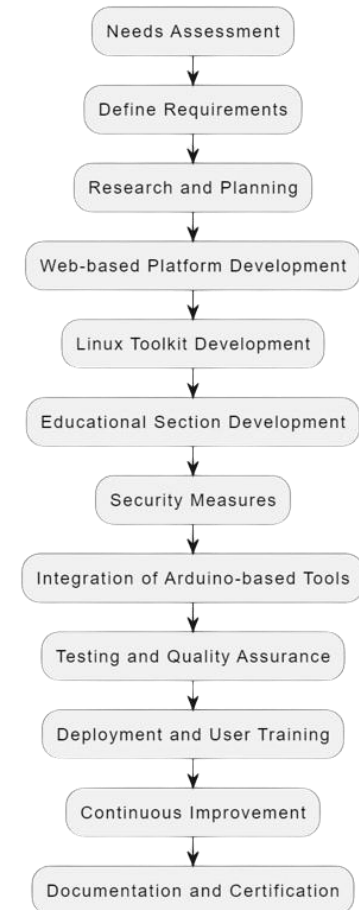 Needs Assessment
Define Requirements
Research and Planning
Web-based Platform Development
Linux Toolkit Development
Educational Section Development
Security Measures
Integration of Arduino-based Tools
Testing and Quality Assurance
Deployment and User Training
Continuous Improvement
Documentation and Certification